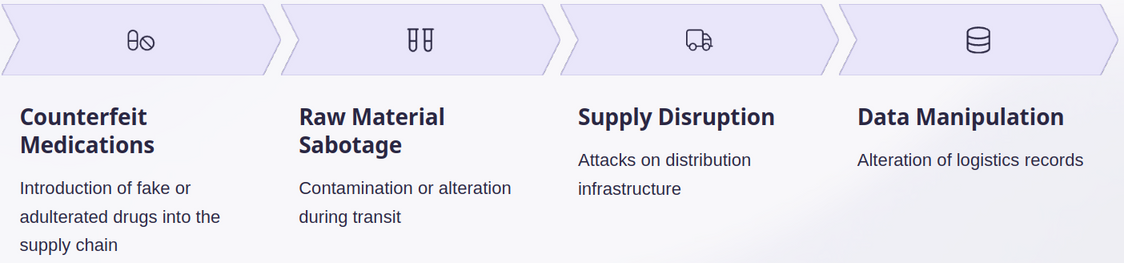 Counterfeit
Medications
Introduction of fake or
adulterated drugs into the
supply chain
Raw Material
Sabotage
Contamination or alteration
during transit
Supply Disruption
Attacks on distribution
infrastructure
Data Manipulation
Alteration of logistics records